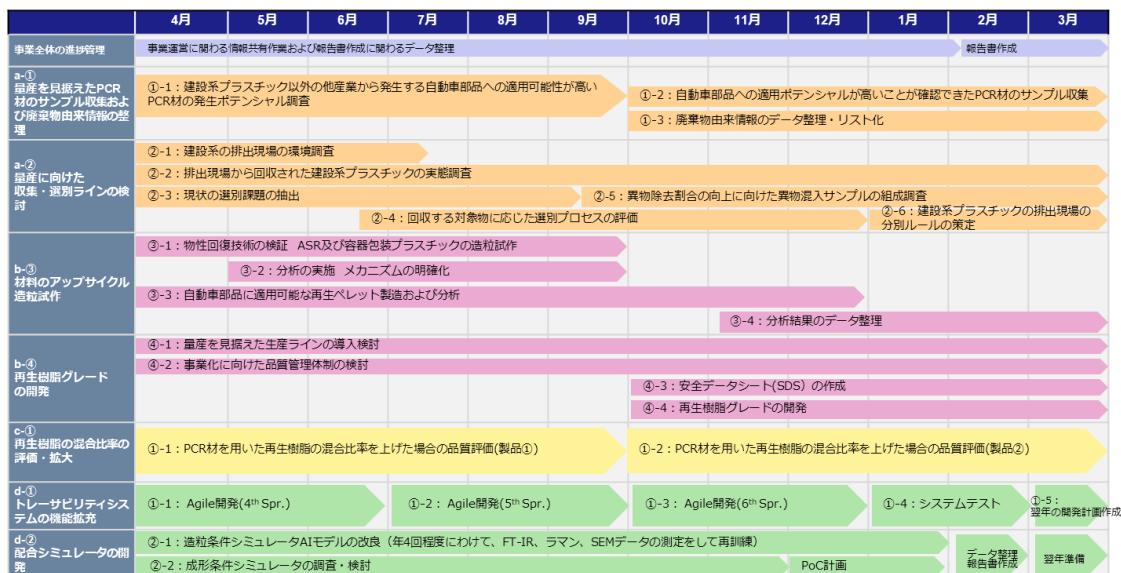 4月 5月 6月 7月 8月 9月 10月 11月 12月 1月 2月 3月
事業全体の進捗管理
事業運営に関わる情報共有作業および報告書作成に関わるデータ整理
報告書作成
a-①
量産を見据えたPCR
材のサンプル収集およ
び廃棄物由来情報の整
理
①-1：建設系プラスチック以外の他産業から発生する自動車部品への適用可能性が高い
PCR材の発生ポテンシャル調査
①-2：自動車部品への適用ポテンシャルが高いことが確認できたPCR材のサンプル収集
①-3：廃棄物由来情報のデータ整理・リスト化
a-②
量産に向けた
収集・選別ラインの検
討
②-1：建設系の排出現場の環境調査
②-2：排出現場から回収された建設系プラスチックの実態調査
②-3：現状の選別課題の抽出
②-5：異物除去割合の向上に向けた異物混入サンプルの組成調査
②-4：回収する対象物に応じた選別プロセスの評価
②-6：建設系プラスチックの排出現場の
分別ルールの策定
b-③
材料のアップサイクル
造粒試作
③-1：物性回復技術の検証 ASR及び容器包装プラスチックの造粒試作
③-2：分析の実施 メカニズムの明確化
③-3：自動車部品に適用可能な再生ペレット製造および分析
③-4：分析結果のデータ整理
b-④
再生樹脂グレード
の開発
④-1：量産を見据えた生産ラインの導入検討
④-2：事業化に向けた品質管理体制の検討
④-3：安全データシート(SDS）の作成
④-4：再生樹脂グレードの開発
c-①
再生樹脂の混合比率の
評価・拡大
①-1：PCR材を用いた再生樹脂の混合比率を上げた場合の品質評価(製品①)
①-2：PCR材を用いた再生樹脂の混合比率を上げた場合の品質評価(製品②)
d-①
トレーサビリティシス
テムの機能拡充
①-1： Agile開発(4th Spr.)
①-2： Agile開発(5th Spr.)
①-3： Agile開発(6th Spr.)
①-4：システムテスト
①-5：
翌年の開発計画作成
d-②
配合シミュレータの開
発
②-1：造粒条件シミュレータAIモデルの改良（年4回程度にわけて、FT-IR、ラマン、SEMデータの測定をして再訓練）
②-2：成形条件シミュレータの調査・検討
PoC計画
データ整理
報告書作成
翌年準備